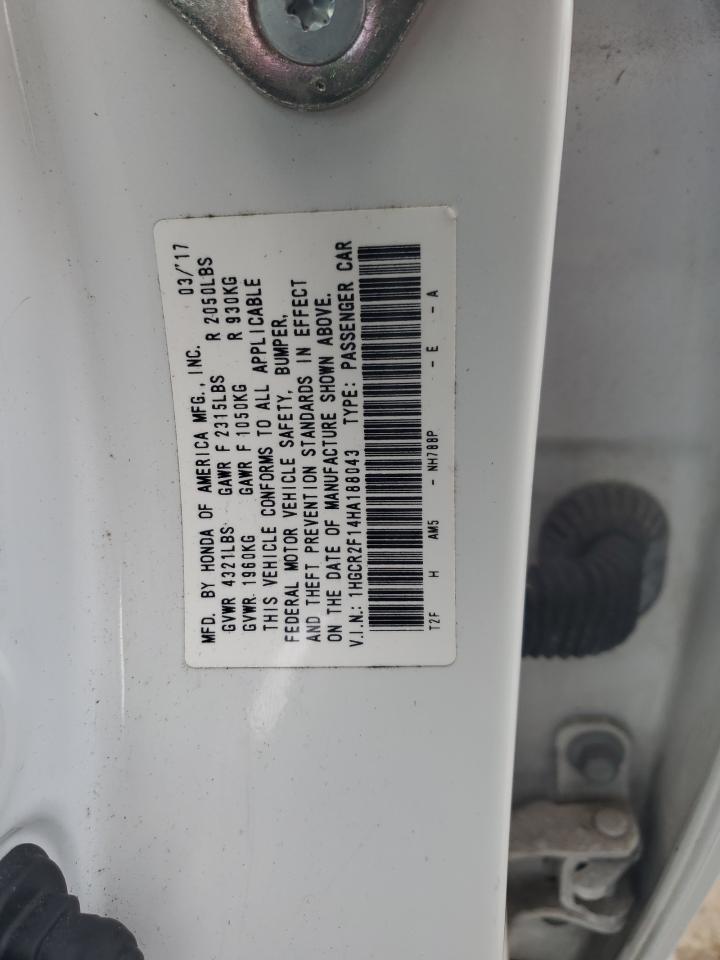 MFD. BY HONDA OF AMERICA MFG., INC. 03/'17
GVWR 4321LBS GAWR F 2315LBS R 2050LBS
GVWR 1960KG GAWR F 1050KG R 930KG
THIS VEHICLE CONFORMS TO ALL APPLICABLE
FEDERAL MOTOR VEHICLE SAFETY, BUMPER,
AND THEFT PREVENTION STANDARDS IN EFFECT
ON THE DATE OF MANUFACTURE SHOWN ABOVE.
V.I.N.: 1HGCR2F14HA188043 TYPE: PASSENGER CAR
T2F H AM5 - NH788P - E - A